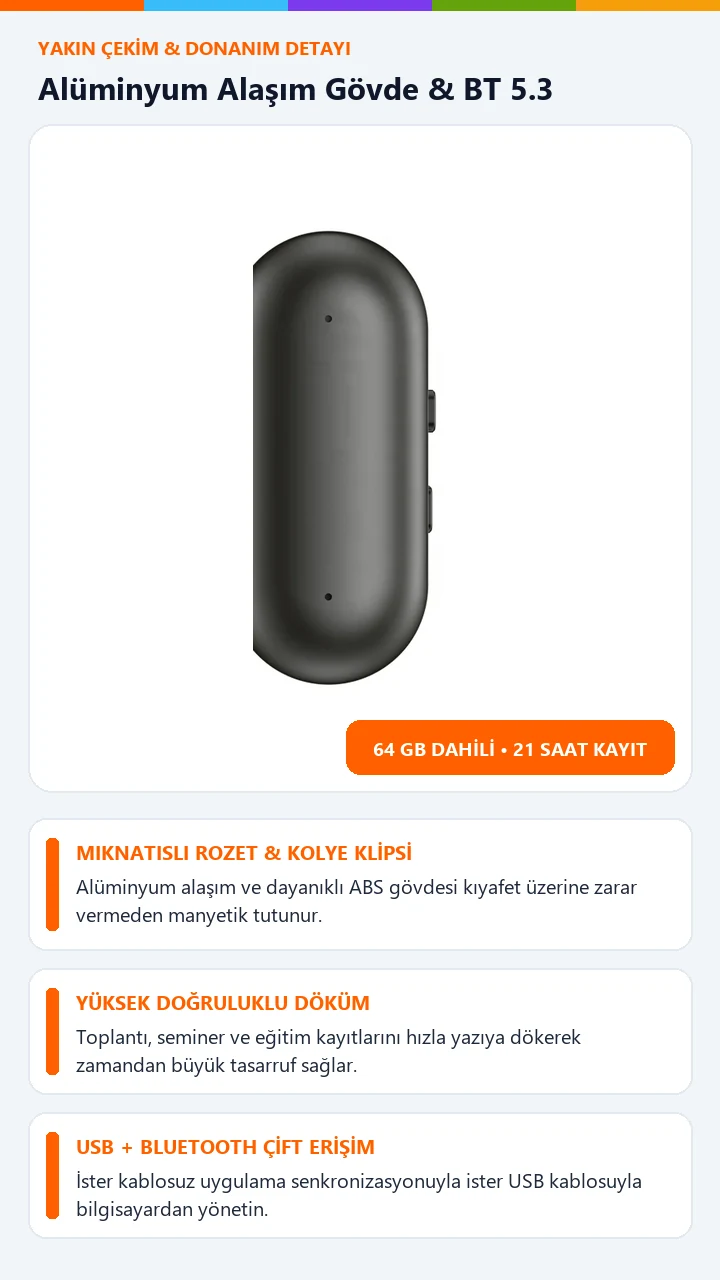 YAKIN ÇEKİM & DONANIM DETAYI
Alüminyum Alaşım Gövde & BT 5.3
64 GB DAHİLİ • 21 SAAT KAYIT
MIKNATISLI ROZET & KOLYE KLİPSİ
Alüminyum alaşım ve dayanıklı ABS gövdesi kıyafet üzerine zarar
vermeden manyetik tutunur.
YÜKSEK DOĞRULUKLU DÖKÜM
Toplantı, seminer ve eğitim kayıtlarını hızla yazıya dökerek
zamandan büyük tasarruf sağlar.
USB + BLUETOOTH ÇİFT ERİŞİM
İster kablosuz uygulama senkronizasyonuyla ister USB kablosuyla
bilgisayardan yönetin.